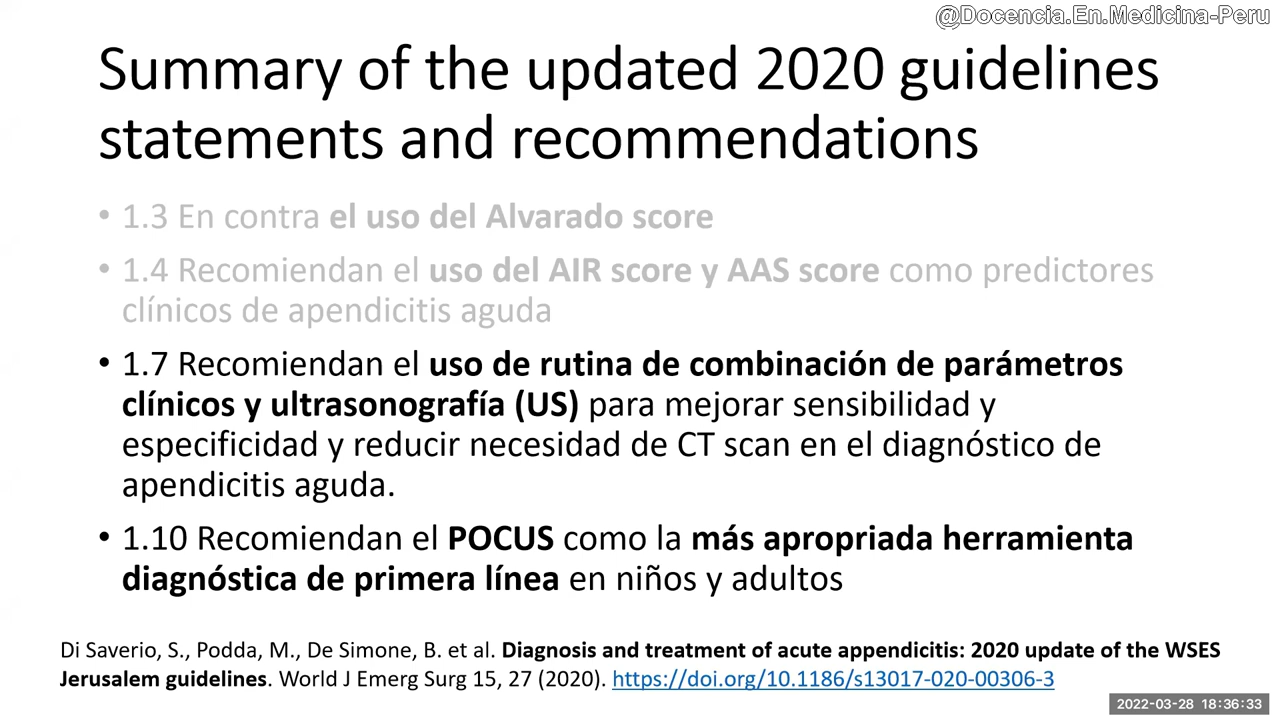 @Docencia.En.Medicina-Peru
Summary of the updated 2020 guidelines
statements and recommendations
• 1.3 En contra el uso del Alvarado score
• 1.4 Recomiendan el uso del AIR score y AAS score como predictores
clínicos de apendicitis aguda
• 1.7 Recomiendan el uso de rutina de combinación de parámetros
clínicos y ultrasonografía (US) para mejorar sensibilidad y
especificidad y reducir necesidad de CT scan en el diagnóstico de
apendicitis aguda.
• 1.10 Recomiendan el POCUS como la más apropriada herramienta
diagnóstica de primera línea en niños y adultos
Di Saverio, S., Podda, M., De Simone, B. et al. Diagnosis and treatment of acute appendicitis: 2020 update of the WSES
Jerusalem guidelines. World J Emerg Surg 15, 27 (2020). https://doi.org/10.1186/s13017-020-00306-3
2022-03-28 18:36:33